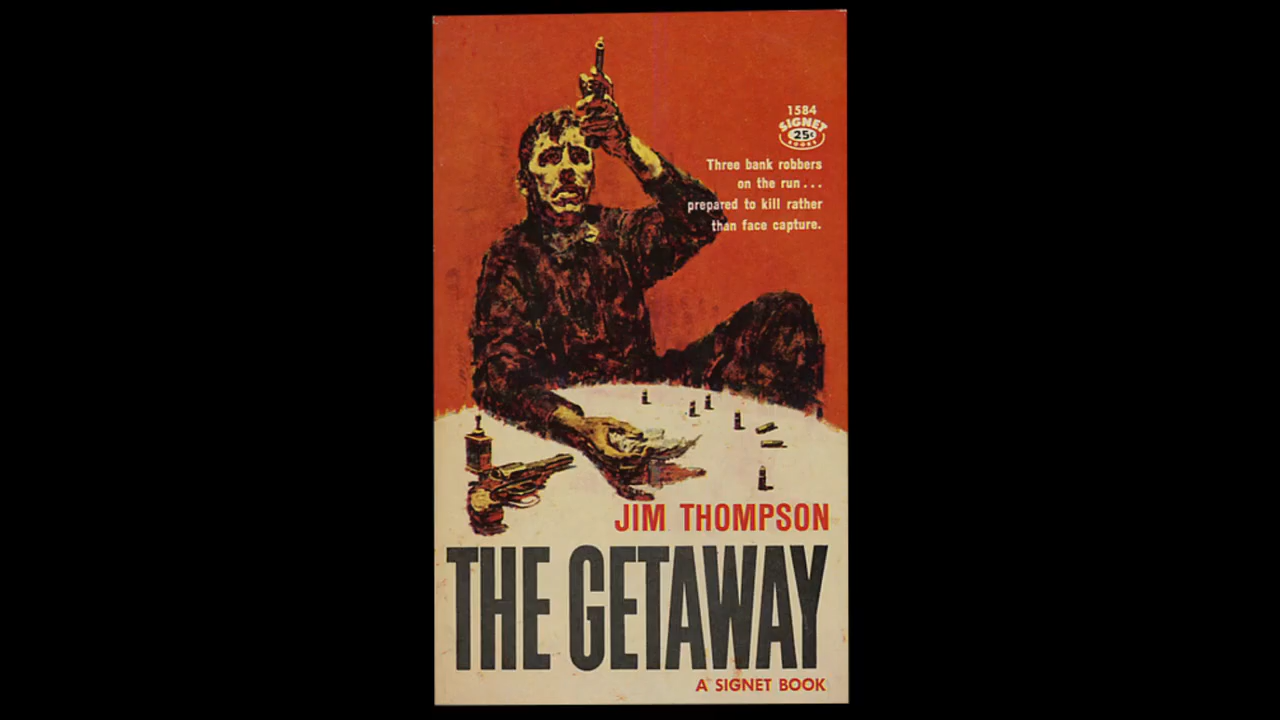 1584
SIGNET
25¢
BOOKS
Three bank robbers
on the run...
prepared to kill rather
than face capture.
JIM THOMPSON
THE GETAWAY
A SIGNET BOOK